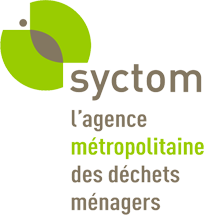 syctom
l'agence
métropolitaine
des déchets
ménagers